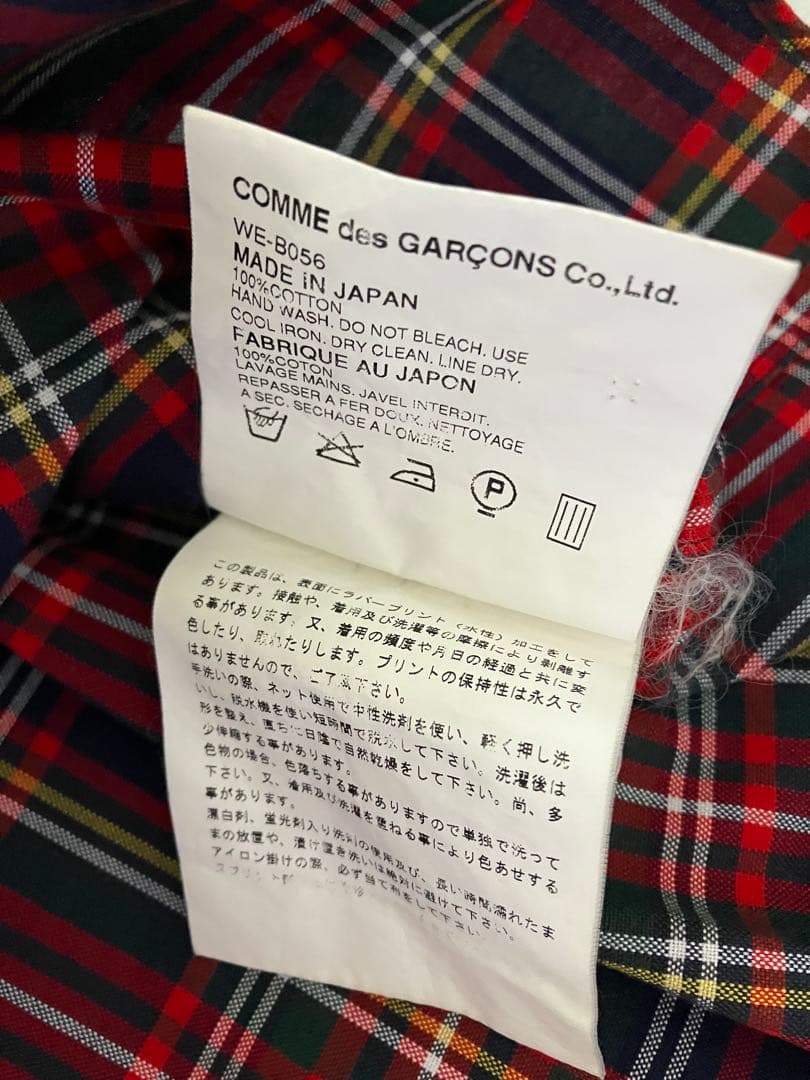 COMME des GARÇONS Co.,Ltd.
WE-B056
MADE IN JAPAN
100%COTTON
HAND WASH. DO NOT BLEACH. USE
COOL IRON. DRY CLEAN. LINE DRY.
FABRIQUE AU JAPON
100%COTON
LAVAGE MAINS. JAVEL INTERDIT.
REPASSER A FER DOUX. NETTOYAGE
A SEC. SECHAGE A L'OMBRE.
P
この製品は、表面にラバープリント(水性)加工をして
あります。接触や、着用及び洗濯等の摩擦により剥離す
る事があります。又、着用の頻度や月日の経過と共に変
色したり、取れたりします。プリントの保持性は永久で
はありませんので、ご了承下さい。
手洗いの際、ネット使用で中性洗剤を使い、軽く押し洗
いし、脱水機を使い短時間で脱水して下さい。洗濯後は
形を整え、直ちに日陰で自然乾燥をして下さい。尚、多
少伸縮する事があります。
色物の場合、色落ちする事がありますので単独で洗って
下さい。又、着用及び洗濯を重ねる事により色あせする
事があります。
漂白剤、蛍光剤入り洗剤の使用及び、長い時間濡れたま
まの放置や、漬け置き洗いは絶対に避けて下さい。
アイロン掛けの際、必ず当て布をして下さい。